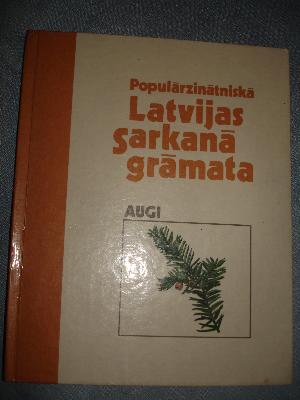 Populārzinātniskā
Latvijas
Sarkanā
grāmata
AUGI